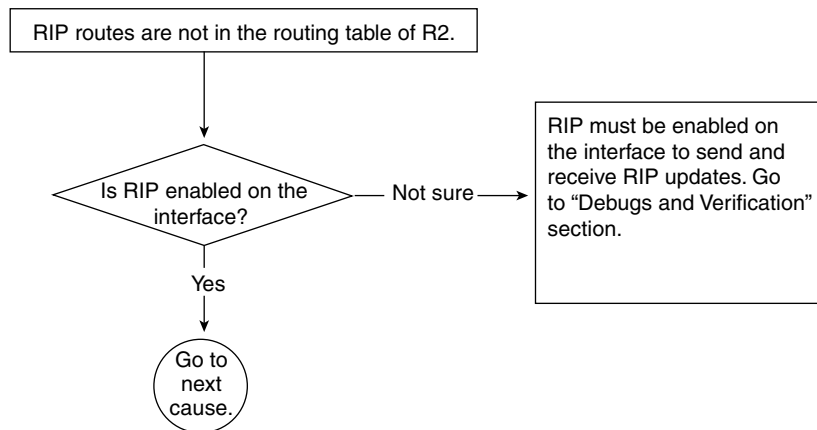 RIP routes are not in the routing table of R2.
Is RIP enabled on the
interface?
Not sure
RIP must be enabled on
the interface to send and
receive RIP updates. Go
to “Debugs and Verification”
section.
Yes
Go to
next
cause.